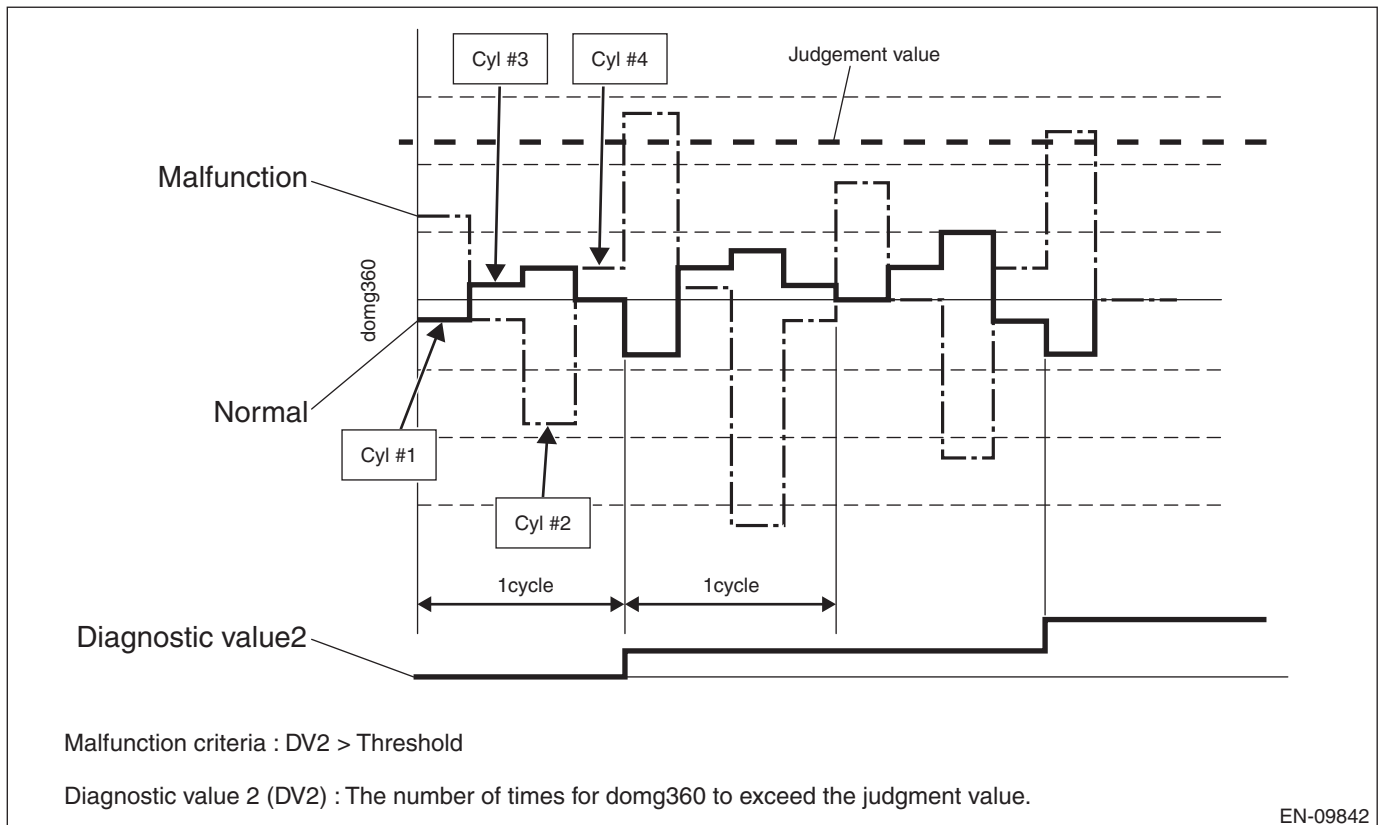 Cyl #3
Cyl #4
Judgement value
Malfunction
domg360
Normal
Cyl #1
Cyl #2
1cycle
1cycle
Diagnostic value2
Malfunction criteria : DV2 > Threshold
Diagnostic value 2 (DV2) : The number of times for domg360 to exceed the judgment value.
EN-09842